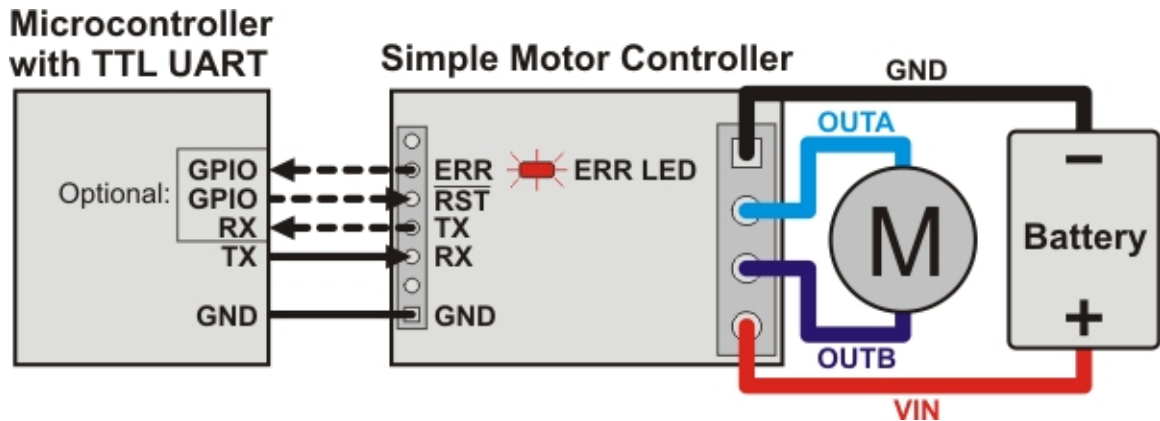 Microcontroller
with TTL UART
Simple Motor Controller
GND
OUTA
Optional:
GPIO
GPIO
RX
TX
GND
ERR
RST
TX
RX
GND
ERR LED
M
−
Battery
+
OUTB
VIN